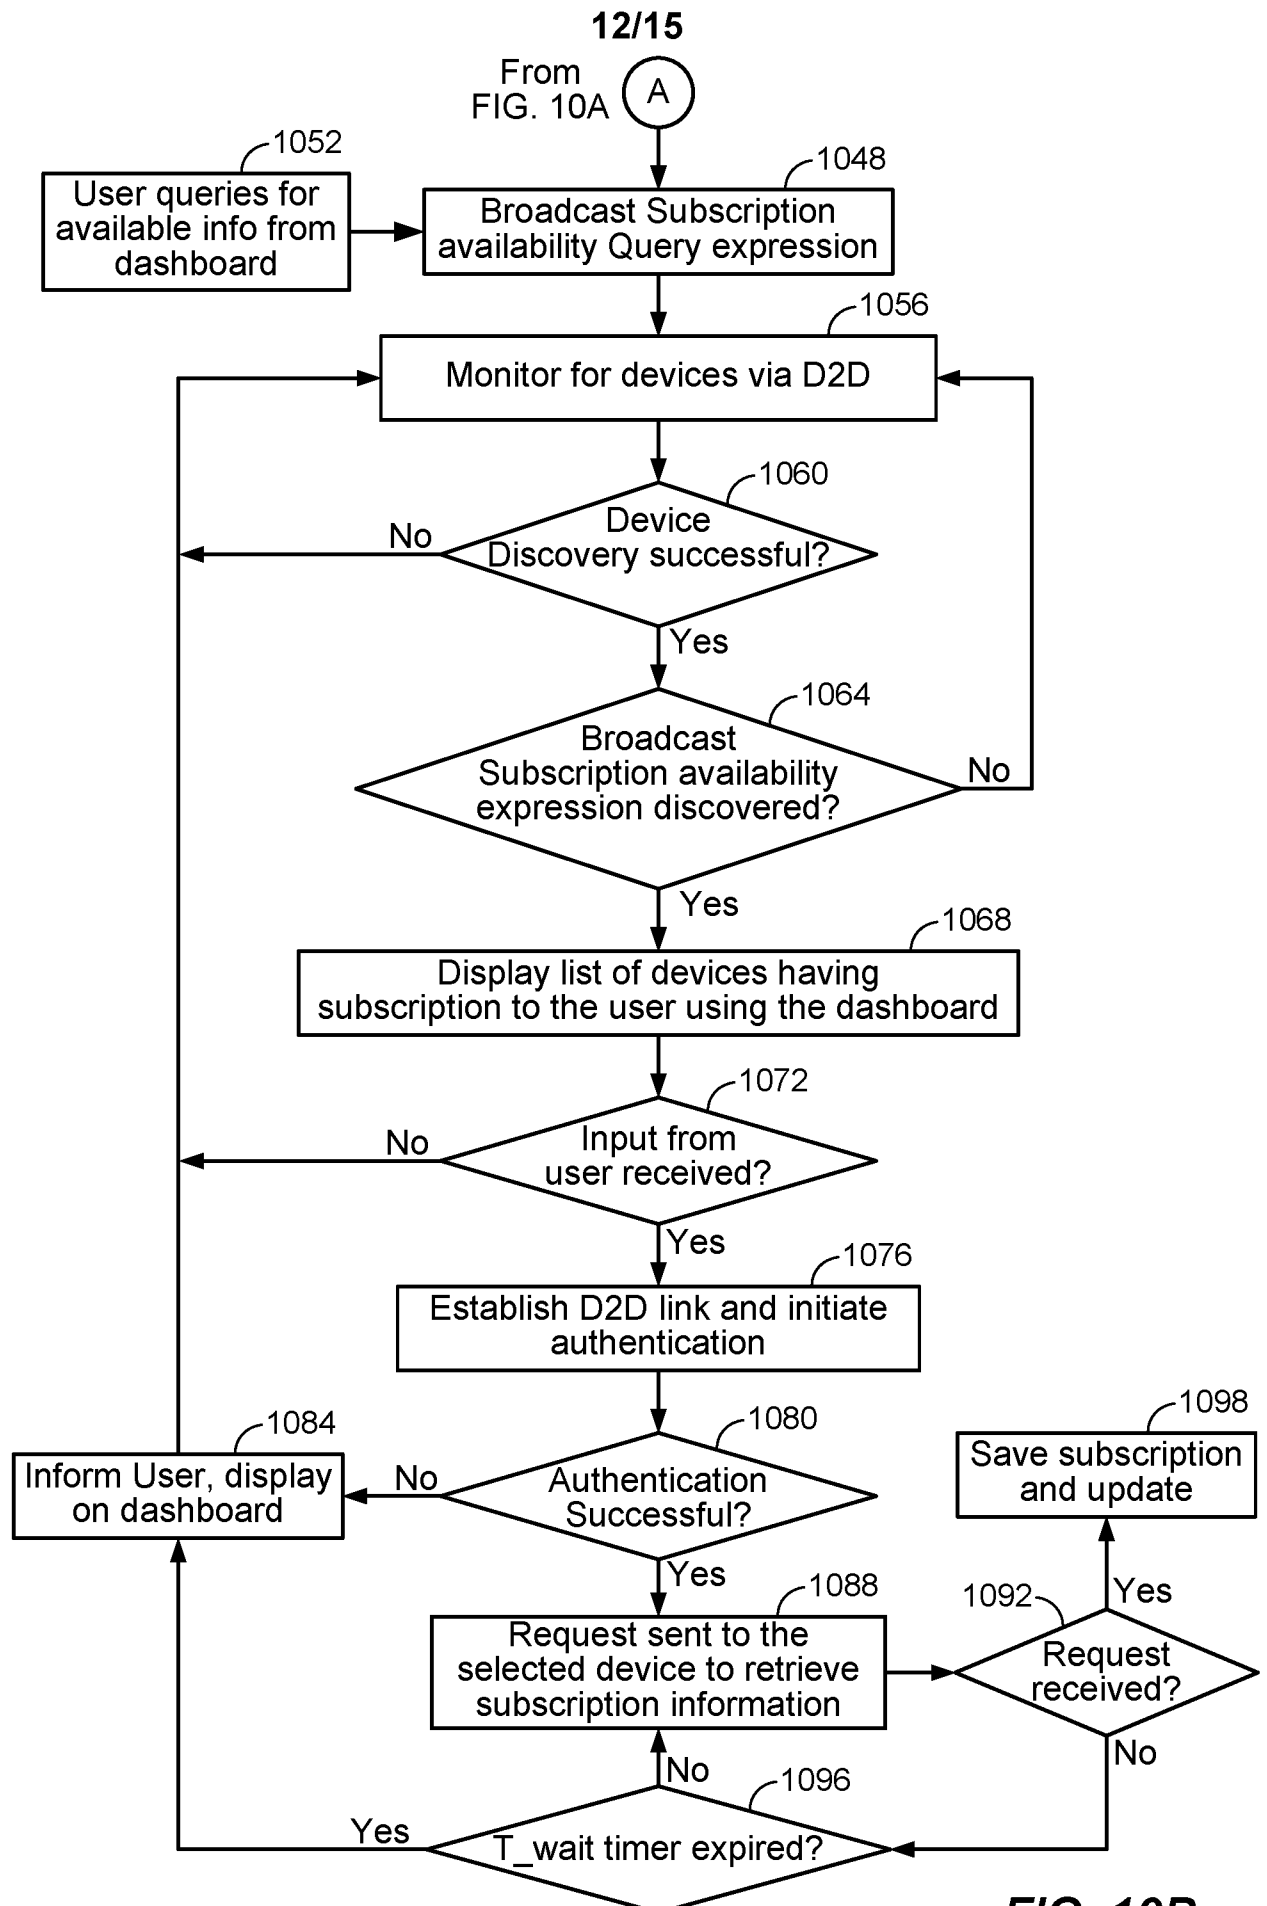 12/15
From
FIG. 10A
A
1052
User queries for
available info from
dashboard
1048
Broadcast Subscription
availability Query expression
1056
Monitor for devices via D2D
1060
Device
Discovery successful?
No
Yes
1064
Broadcast
Subscription availability
expression discovered?
No
Yes
1068
Display list of devices having
subscription to the user using the dashboard
1072
Input from
user received?
No
Yes
1076
Establish D2D link and initiate
authentication
1080
Authentication
Successful?
No
Yes
1084
Inform User, display
on dashboard
1088
Request sent to the
selected device to retrieve
subscription information
1092
Request
received?
Yes
No
1098
Save subscription
and update
1096
T_wait timer expired?
No
Yes
FIG. 10B